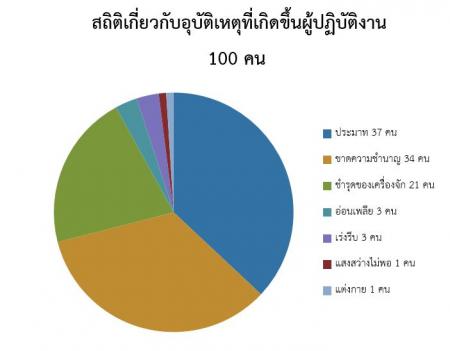 สถิติเกี่ยวกับอุบัติเหตุที่เกิดขึ้นผู้ปฏิบัติงาน
100 คน
ประมาท 37 คน
ขาดความชำนาญ 34 คน
ชำรุดของเครื่องจัก 21 คน
อ่อนเพลีย 3 คน
เร่งรีบ 3 คน
แสงสว่างไม่พอ 1 คน
แต่งกาย 1 คน